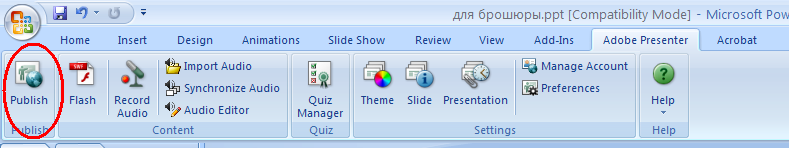 для брошюры.ppt [Compatibility Mode] - Microsoft Pow
Home Insert Design Animations Slide Show Review View Add-Ins Adobe Presenter Acrobat
Publish
Flash
Record Audio
Import Audio
Synchronize Audio
Audio Editor
Quiz Manager
Theme
Slide
Presentation
Manage Account
Preferences
Help
Publish Content Quiz Settings Help